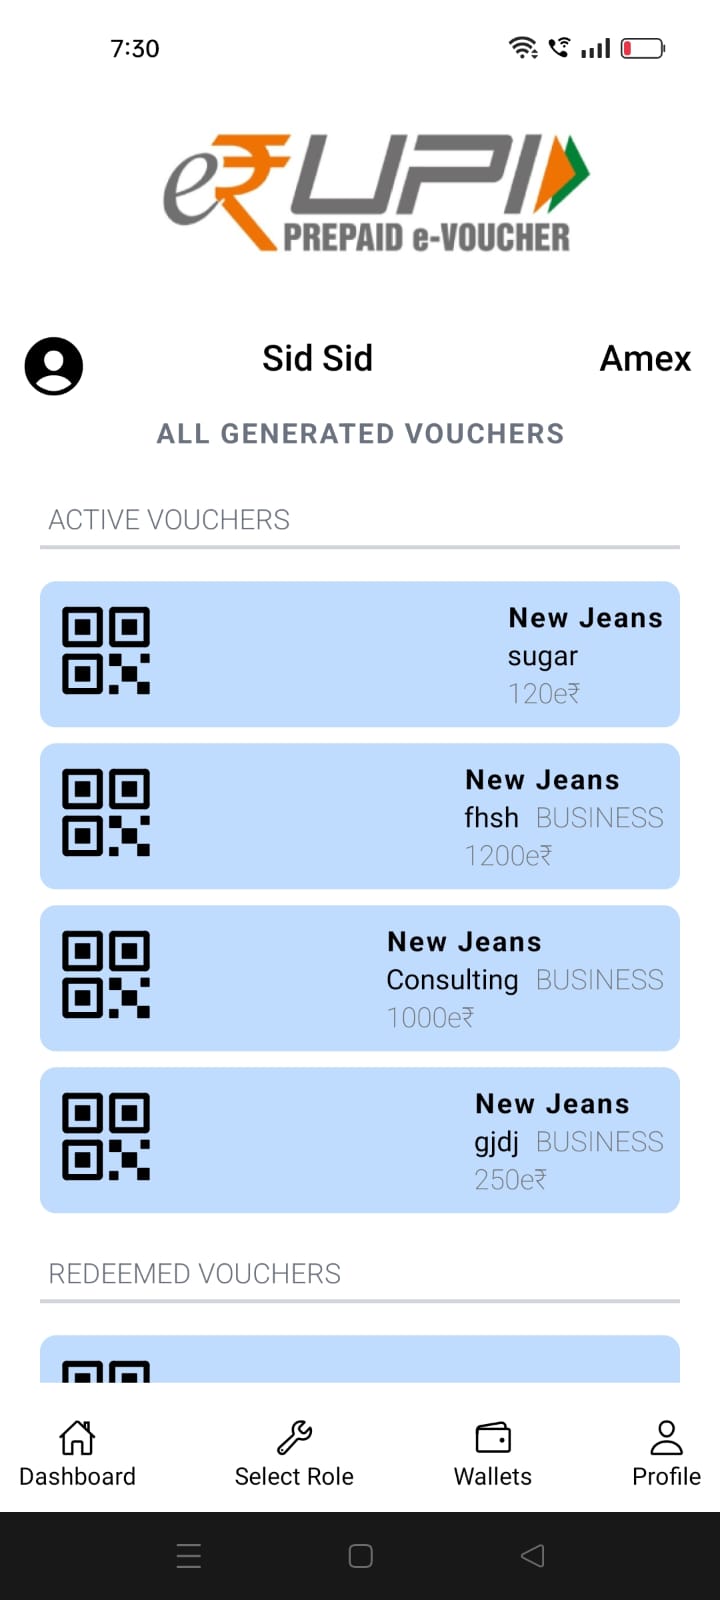 7:30
e₹UPI
PREPAID e-VOUCHER
Sid Sid
Amex
ALL GENERATED VOUCHERS
ACTIVE VOUCHERS
New Jeans
sugar
120e₹
New Jeans
fhsh BUSINESS
1200e₹
New Jeans
Consulting BUSINESS
1000e₹
New Jeans
gjdj BUSINESS
250e₹
REDEEMED VOUCHERS
Dashboard
Select Role
Wallets
Profile